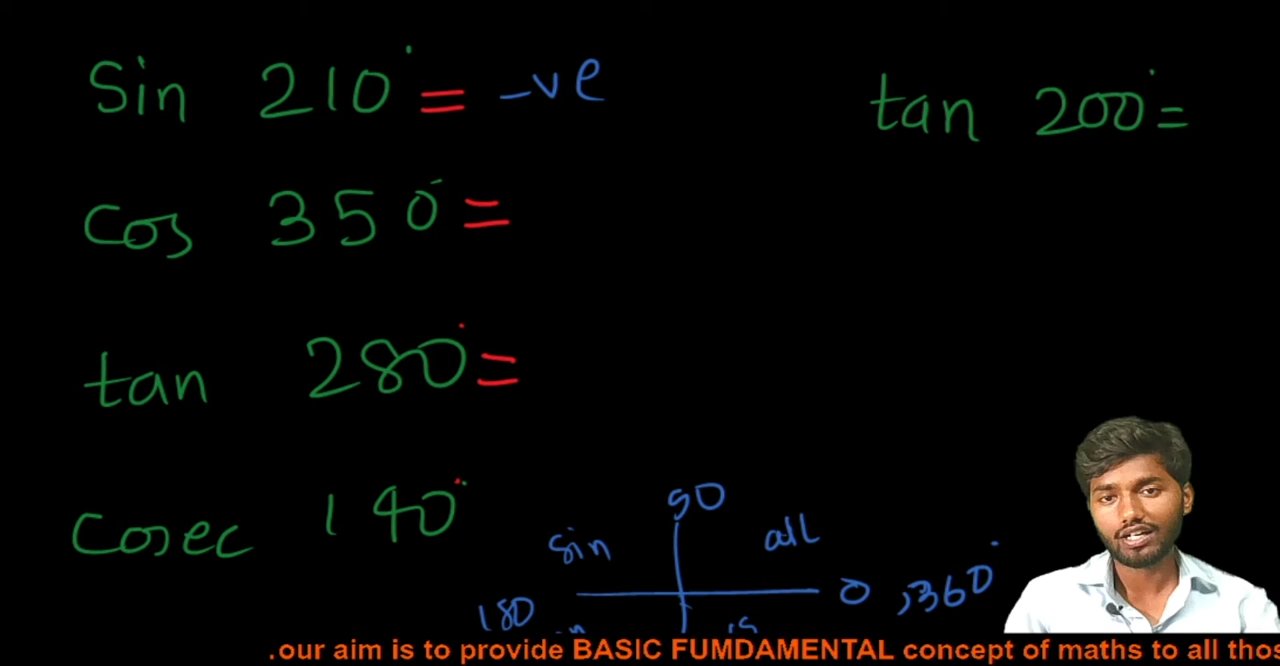 Sin 210° = -ve
tan 200° =
Cos 350° =
tan 280° =
Cosec 140°
90
sin all
180 0, 360°
.our aim is to provide BASIC FUMDAMENTAL concept of maths to all thos